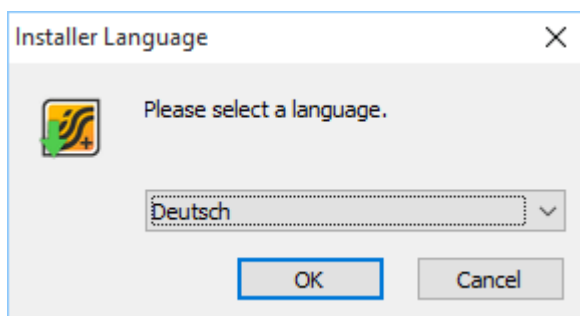 Installer Language
Please select a language.
Deutsch
OK
Cancel